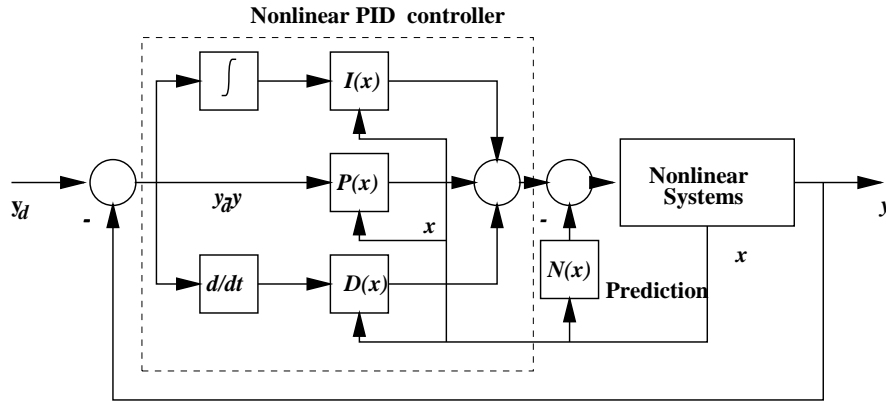 Nonlinear PID controller
∫
I(x)
y_d
-
y_d-y
P(x)
x
-
Nonlinear
Systems
y
x
d/dt
D(x)
N(x)
Prediction